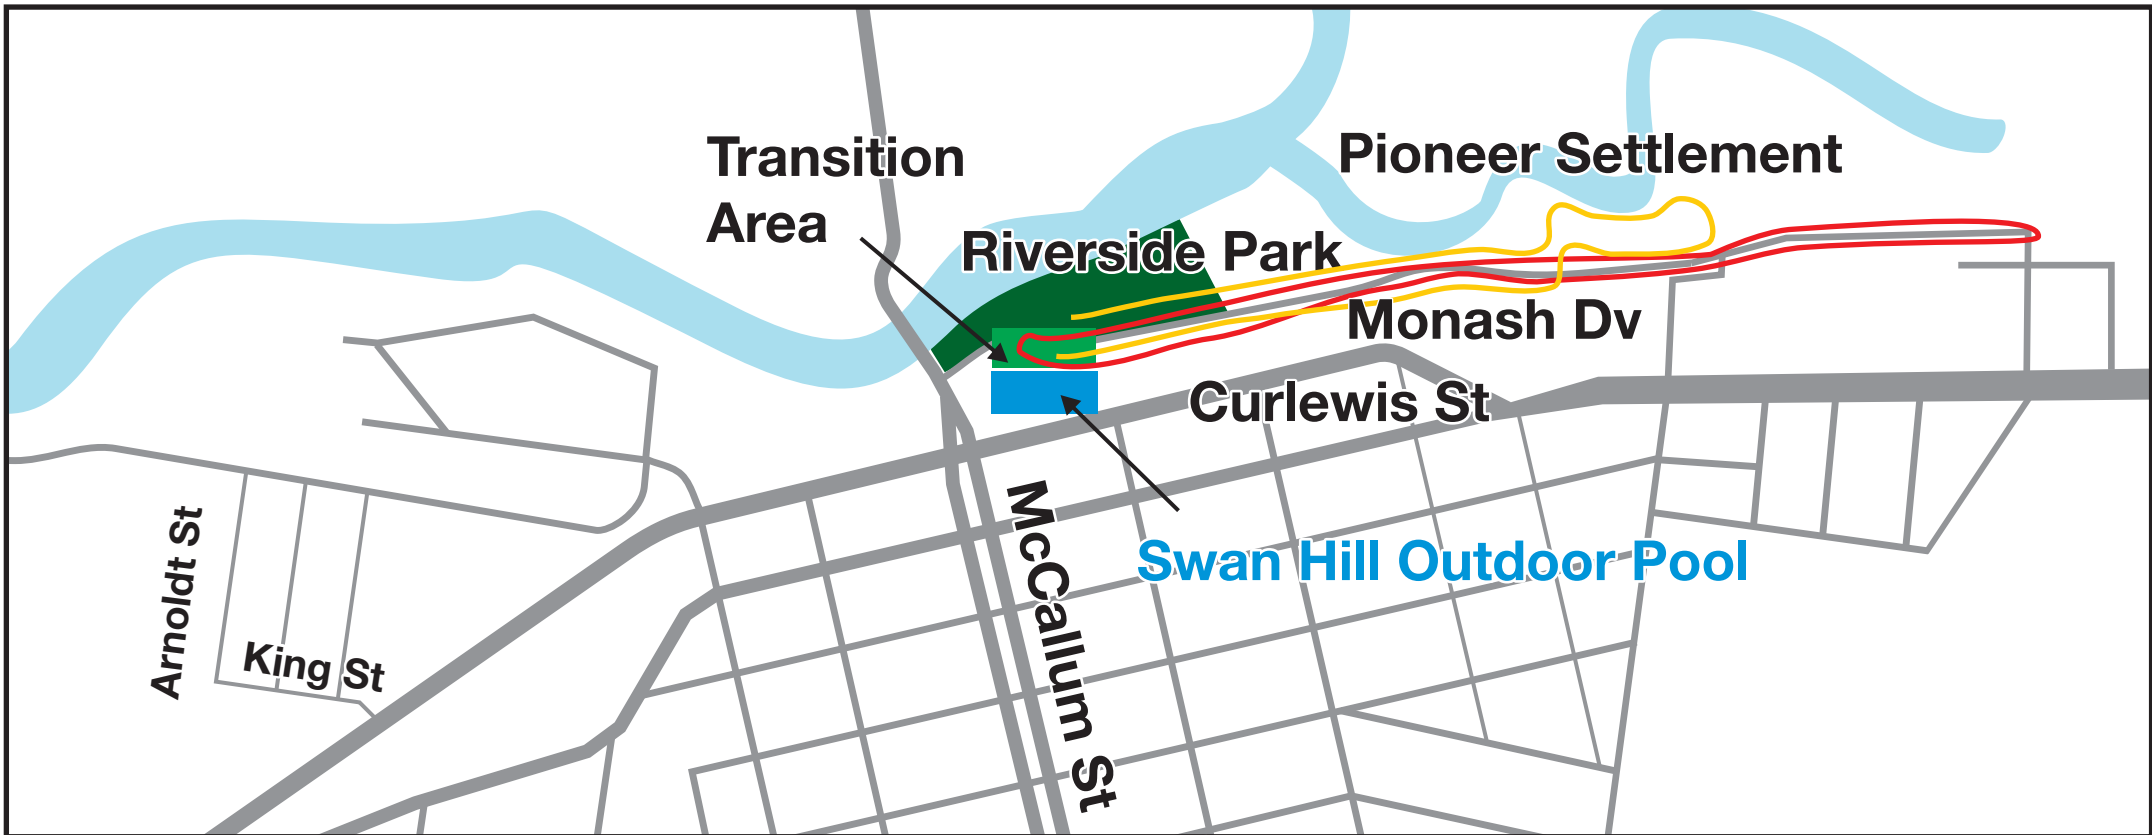 Transition
Area
Pioneer Settlement
Riverside Park
Monash Dv
Curlewis St
McCallum St
Swan Hill Outdoor Pool
Arnoldt St
King St